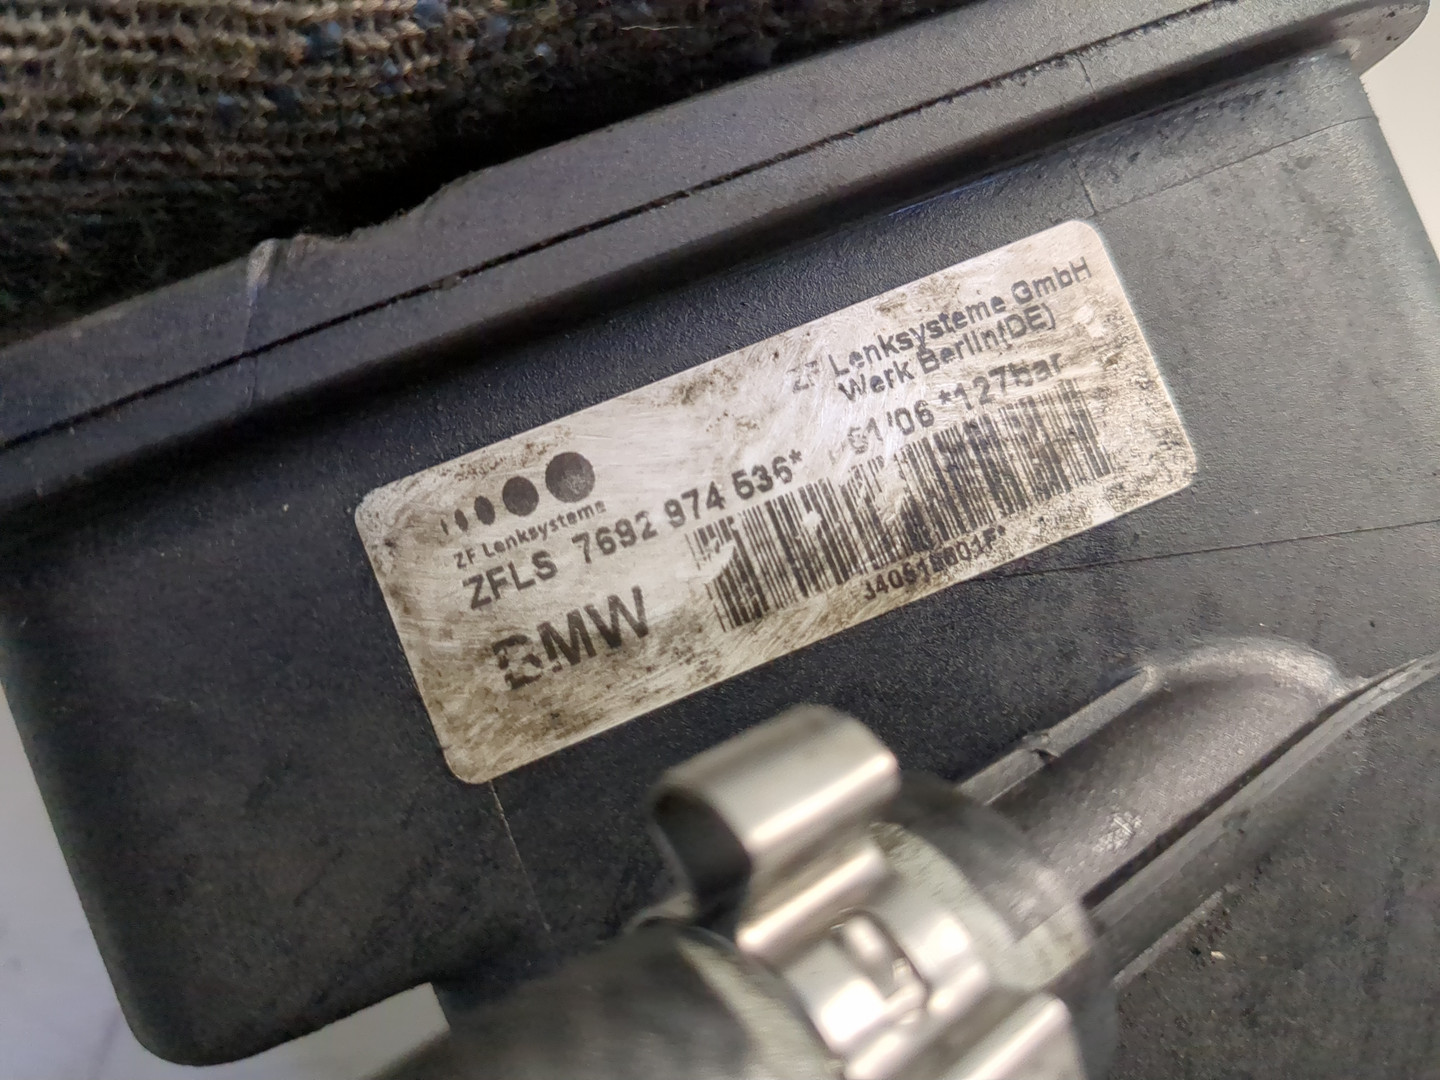 ZF Lenksysteme GmbH
Werk Berlin(DE)
ZF Lenksysteme
ZFLS 7692 974 536* 01/06 *127bar
BMW